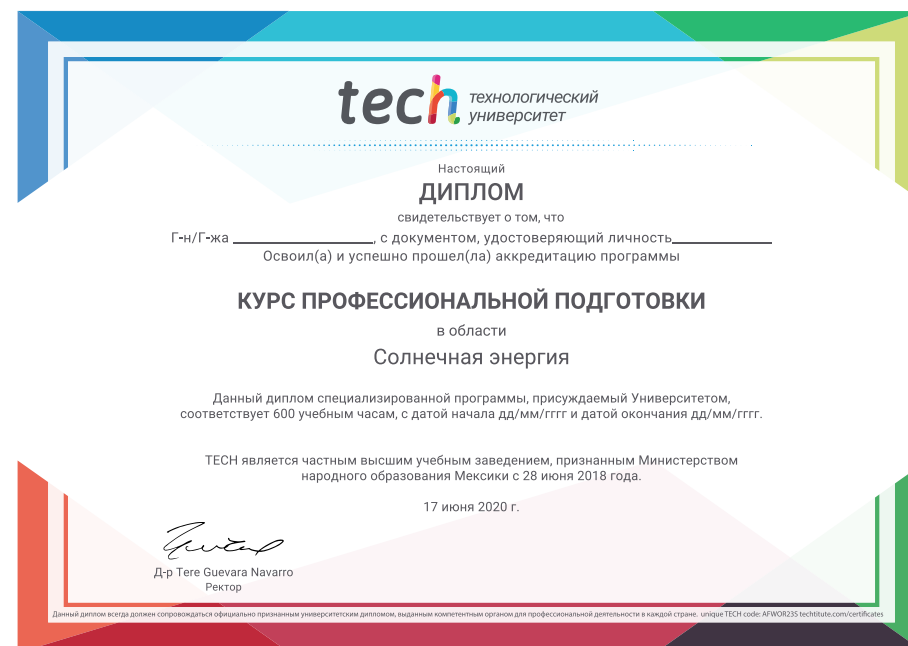 tech технологический
университет
Настоящий
ДИПЛОМ
свидетельствует о том, что
Г-н/Г-жа ____________________, с документом, удостоверяющий личность______________
Освоил(а) и успешно прошел(ла) аккредитацию программы
КУРС ПРОФЕССИОНАЛЬНОЙ ПОДГОТОВКИ
в области
Солнечная энергия
Данный диплом специализированной программы, присуждаемый Университетом,
соответствует 600 учебным часам, с датой начала дд/мм/гггг и датой окончания дд/мм/гггг.
TECH является частным высшим учебным заведением, признанным Министерством
народного образования Мексики с 28 июня 2018 года.
17 июня 2020 г.
Д-р Tere Guevara Navarro
Ректор
Данный диплом всегда должен сопровождаться официально признанным университетским дипломом, выданным компетентным органом для профессиональной деятельности в каждой стране. unique TECH code: AFWOR23S techtitute.com/certificates